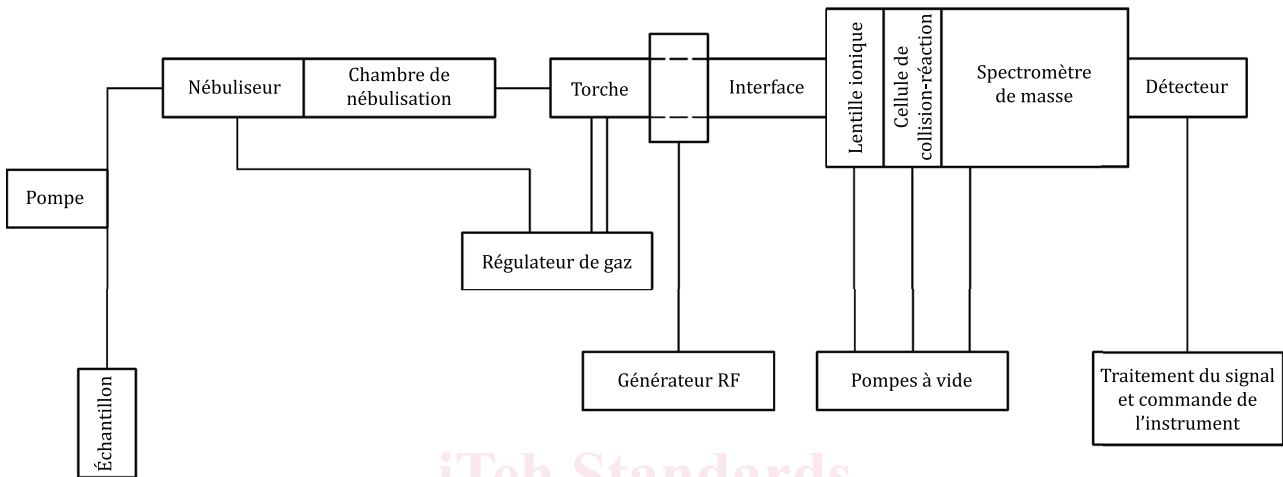 Nébuliseur
Chambre de
nébulisation
Torche
Interface
Lentille ionique
Cellule de
collision-réaction
Spectromètre
de masse
Détecteur
Pompe
Régulateur de gaz
Échantillon
Générateur RF
Pompes à vide
Traitement du signal
et commande de
l’instrument
iTeh Standards